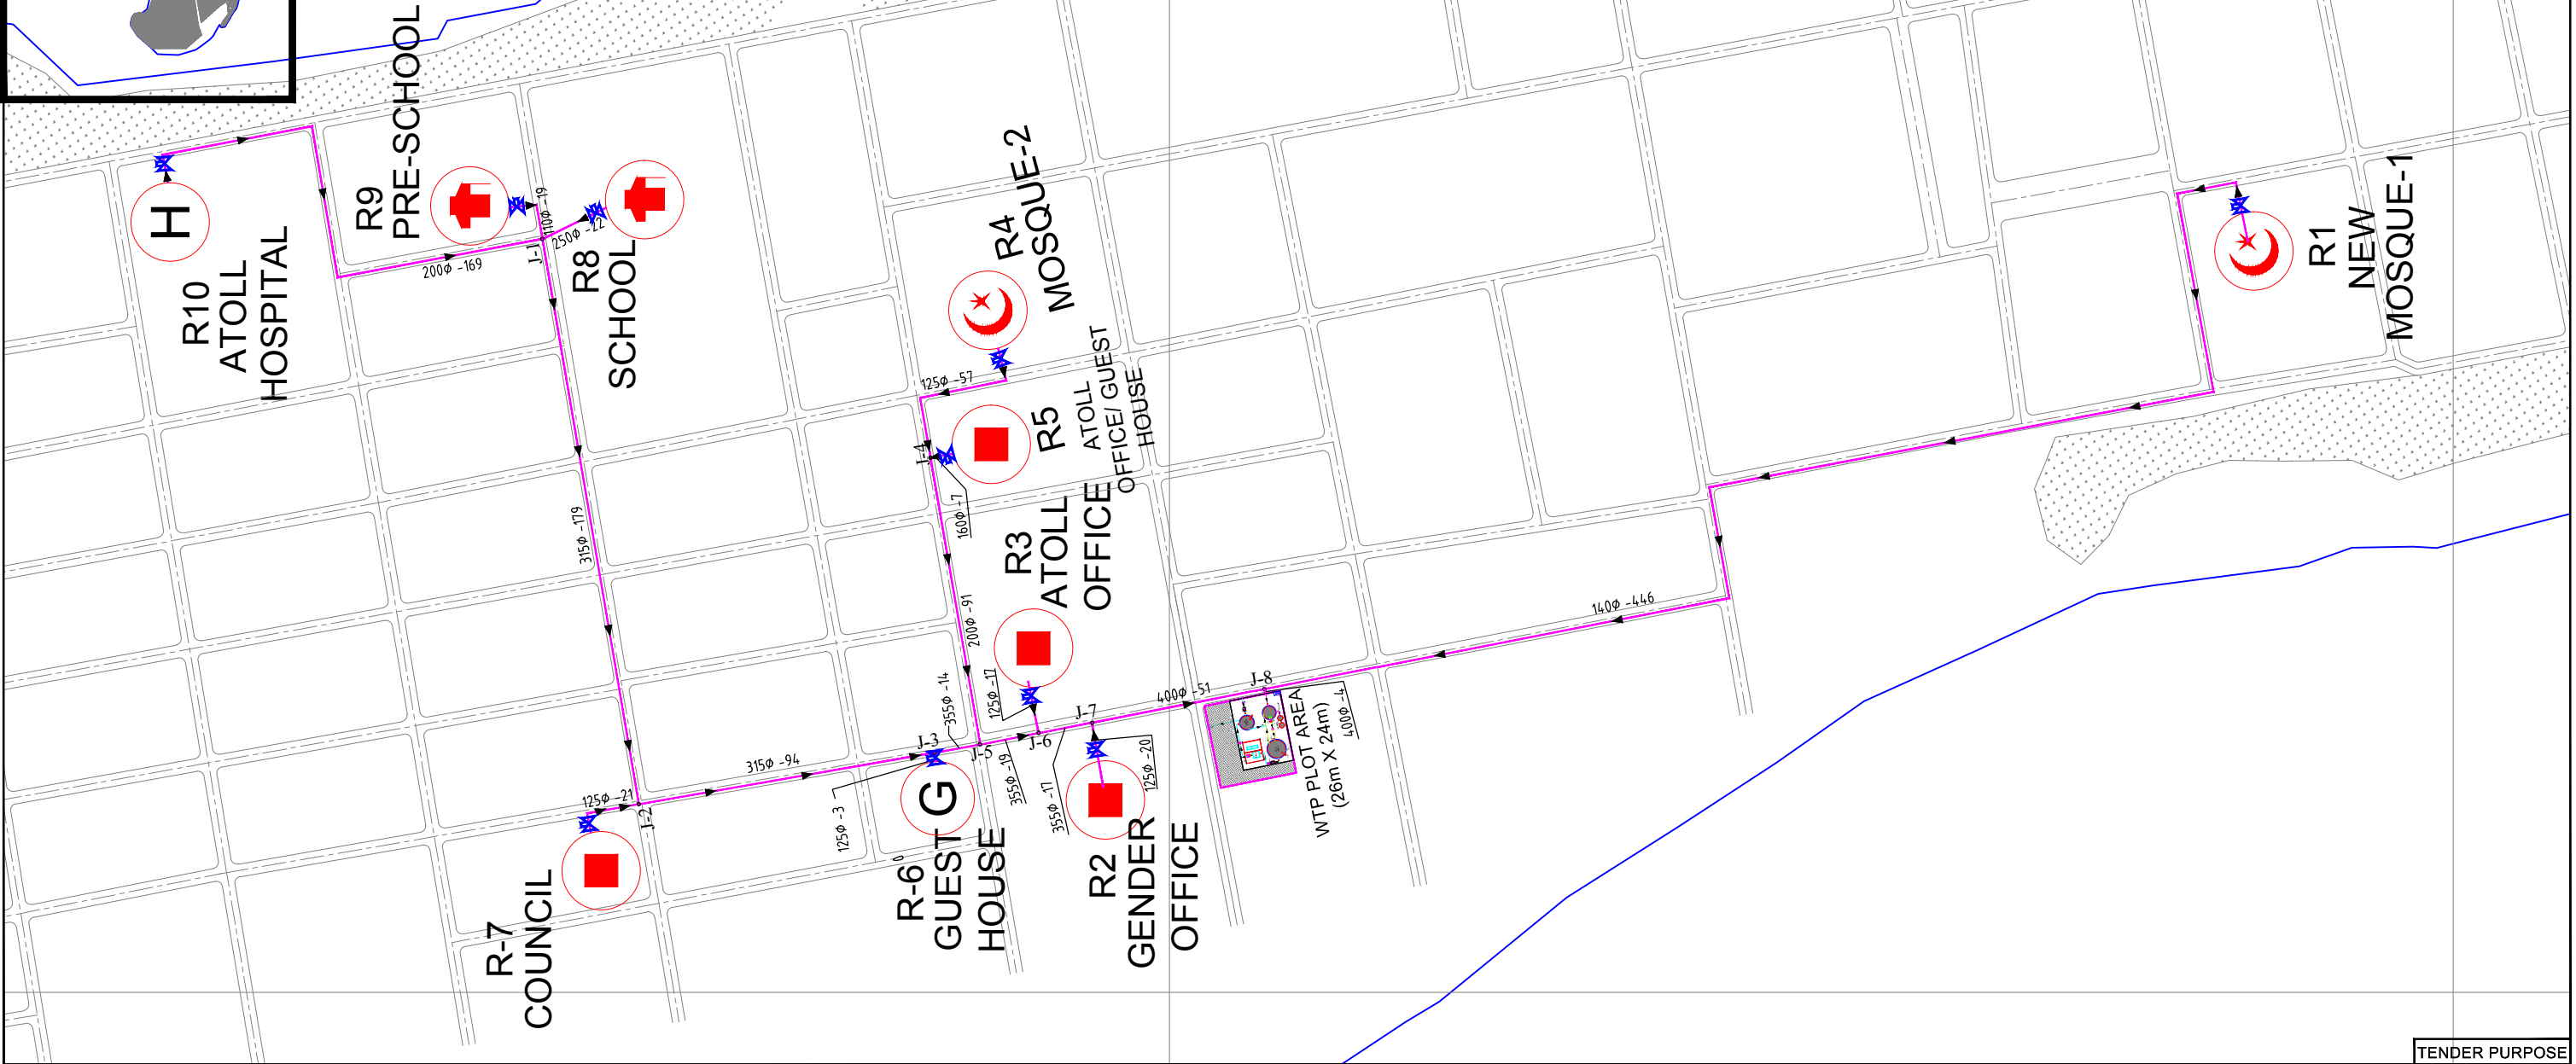 R10
ATOLL
HOSPITAL
H
R9
PRE-SCHOOL
R8
SCHOOL
200Φ -169
J-1
110Φ -19
250Φ -22
315Φ -179
R4
MOSQUE-2
125Φ -57
R5
ATOLL
OFFICE/ GUEST
HOUSE
J-4
160Φ -7
200Φ -91
R3
ATOLL
OFFICE
125Φ -17
355Φ -14
R-7
COUNCIL
125Φ -21
J-2
315Φ -94
125Φ -3
J-3
G
R-6
GUEST
HOUSE
0
J-5
355Φ -19
J-6
355Φ -17
J-7
125Φ -20
R2
GENDER
OFFICE
400Φ -51
J-8
400Φ -4
WTP PLOT AREA
(26m X 24m)
140Φ -446
R1
NEW
MOSQUE-1
TENDER PURPOSE